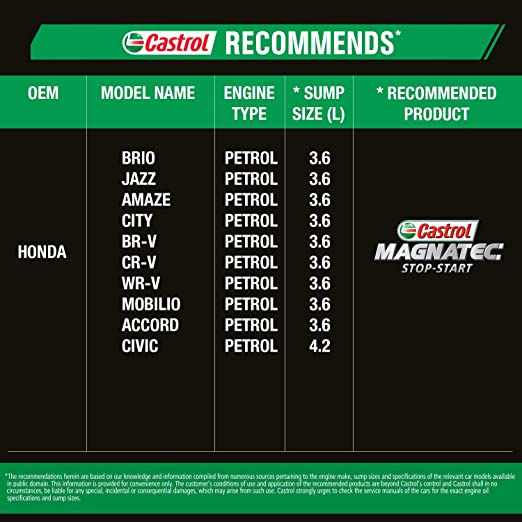 Castrol RECOMMENDS*
OEM MODEL NAME ENGINE TYPE * SUMP SIZE (L) * RECOMMENDED PRODUCT
BRIO PETROL 3.6
JAZZ PETROL 3.6
AMAZE PETROL 3.6
CITY PETROL 3.6
BR-V PETROL 3.6
HONDA
CR-V PETROL 3.6
WR-V PETROL 3.6
MOBILIO PETROL 3.6
ACCORD PETROL 3.6
CIVIC PETROL 4.2
Castrol
MAGNATEC
STOP-START
*The recommendations herein are based on our knowledge and information compiled from numerous sources pertaining to the engine make, sump sizes and specifications of the relevant car models available
in public domain. This information is provided for convenience only. The customer's conditions of use and application of the recommended products are beyond Castrol's control and Castrol shall in no
circumstances, be liable for any special, incidental or consequential damages, which may arise from such use. Castrol strongly urges to check the service manuals of the cars for the exact engine oil
specifications and sump sizes.